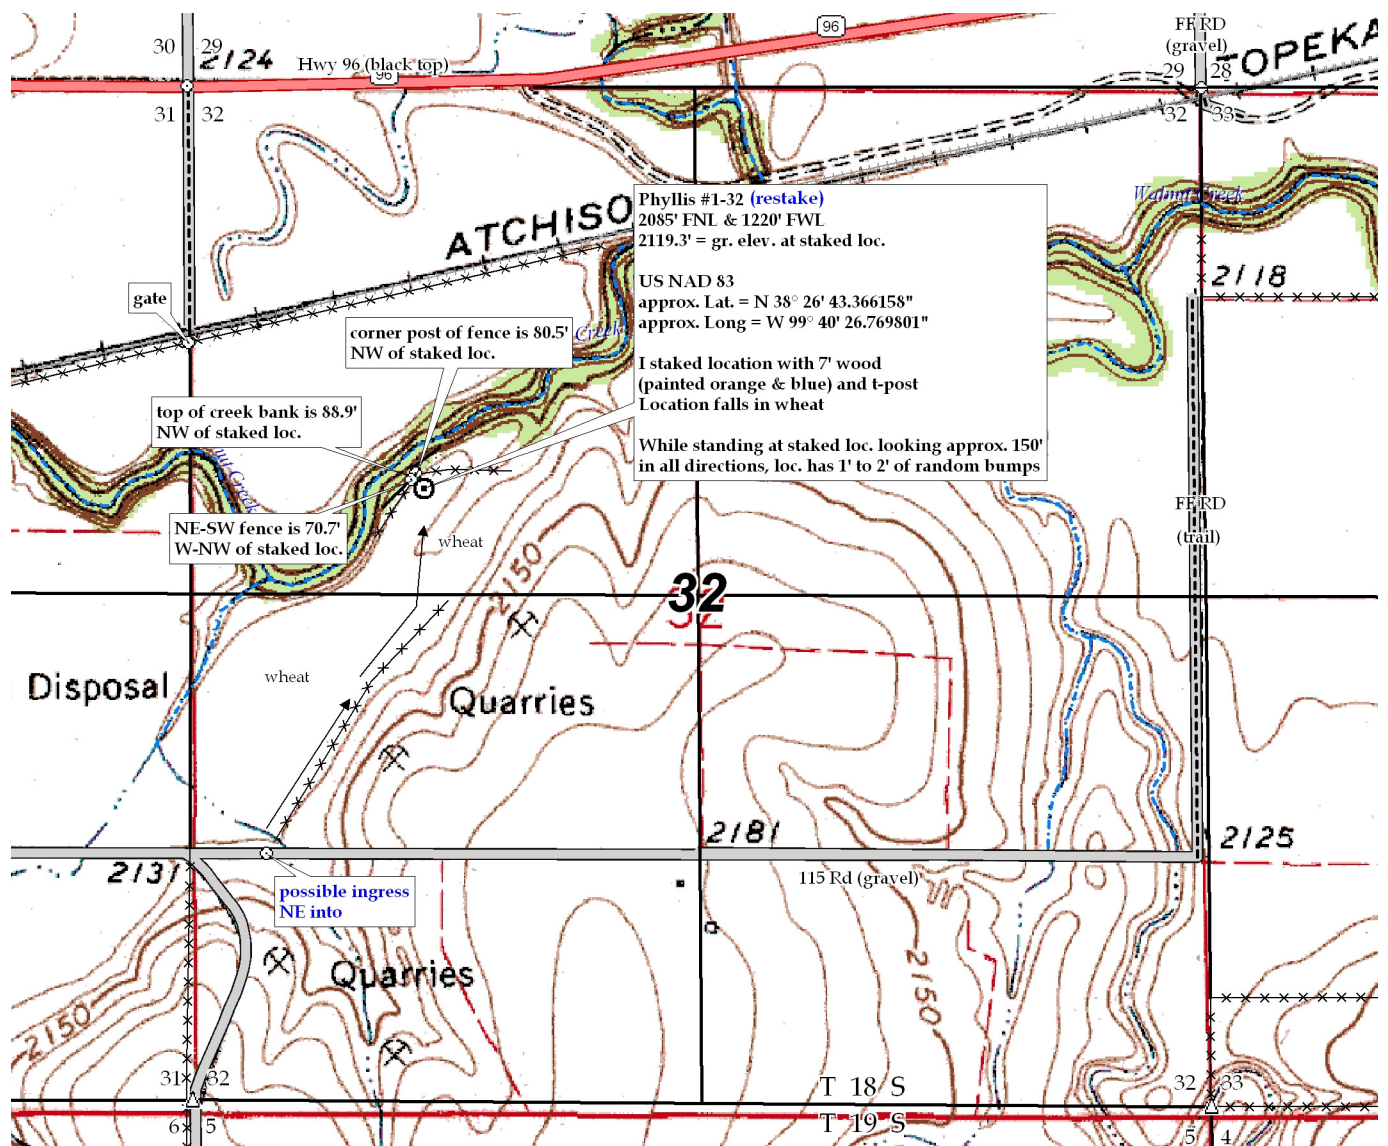 96
FF RD
(gravel)
30 29
2124
Hwy 96 (black top)
96
29 28
TOPEKA
31 32
32 33
Walnut Creek
Phyllis #1-32 (restake)
2085' FNL & 1220' FWL
2119.3' = gr. elev. at staked loc.
US NAD 83
approx. Lat. = N 38° 26' 43.366158"
approx. Long = W 99° 40' 26.769801"
I staked location with 7' wood
(painted orange & blue) and t-post
Location falls in wheat
While standing at staked loc. looking approx. 150'
in all directions, loc. has 1' to 2' of random bumps
ATCHISO
2118
gate
corner post of fence is 80.5'
NW of staked loc.
Creek
top of creek bank is 88.9'
NW of staked loc.
Creek
NE-SW fence is 70.7'
W-NW of staked loc.
wheat
FF RD
(trail)
2150
32
32
wheat
Disposal
Quarries
2181
2125
2131
115 Rd (gravel)
possible ingress
NE into
Quarries
2150
2150
31 32
T 18 S
32 33
T 19 S
6 5
5 4